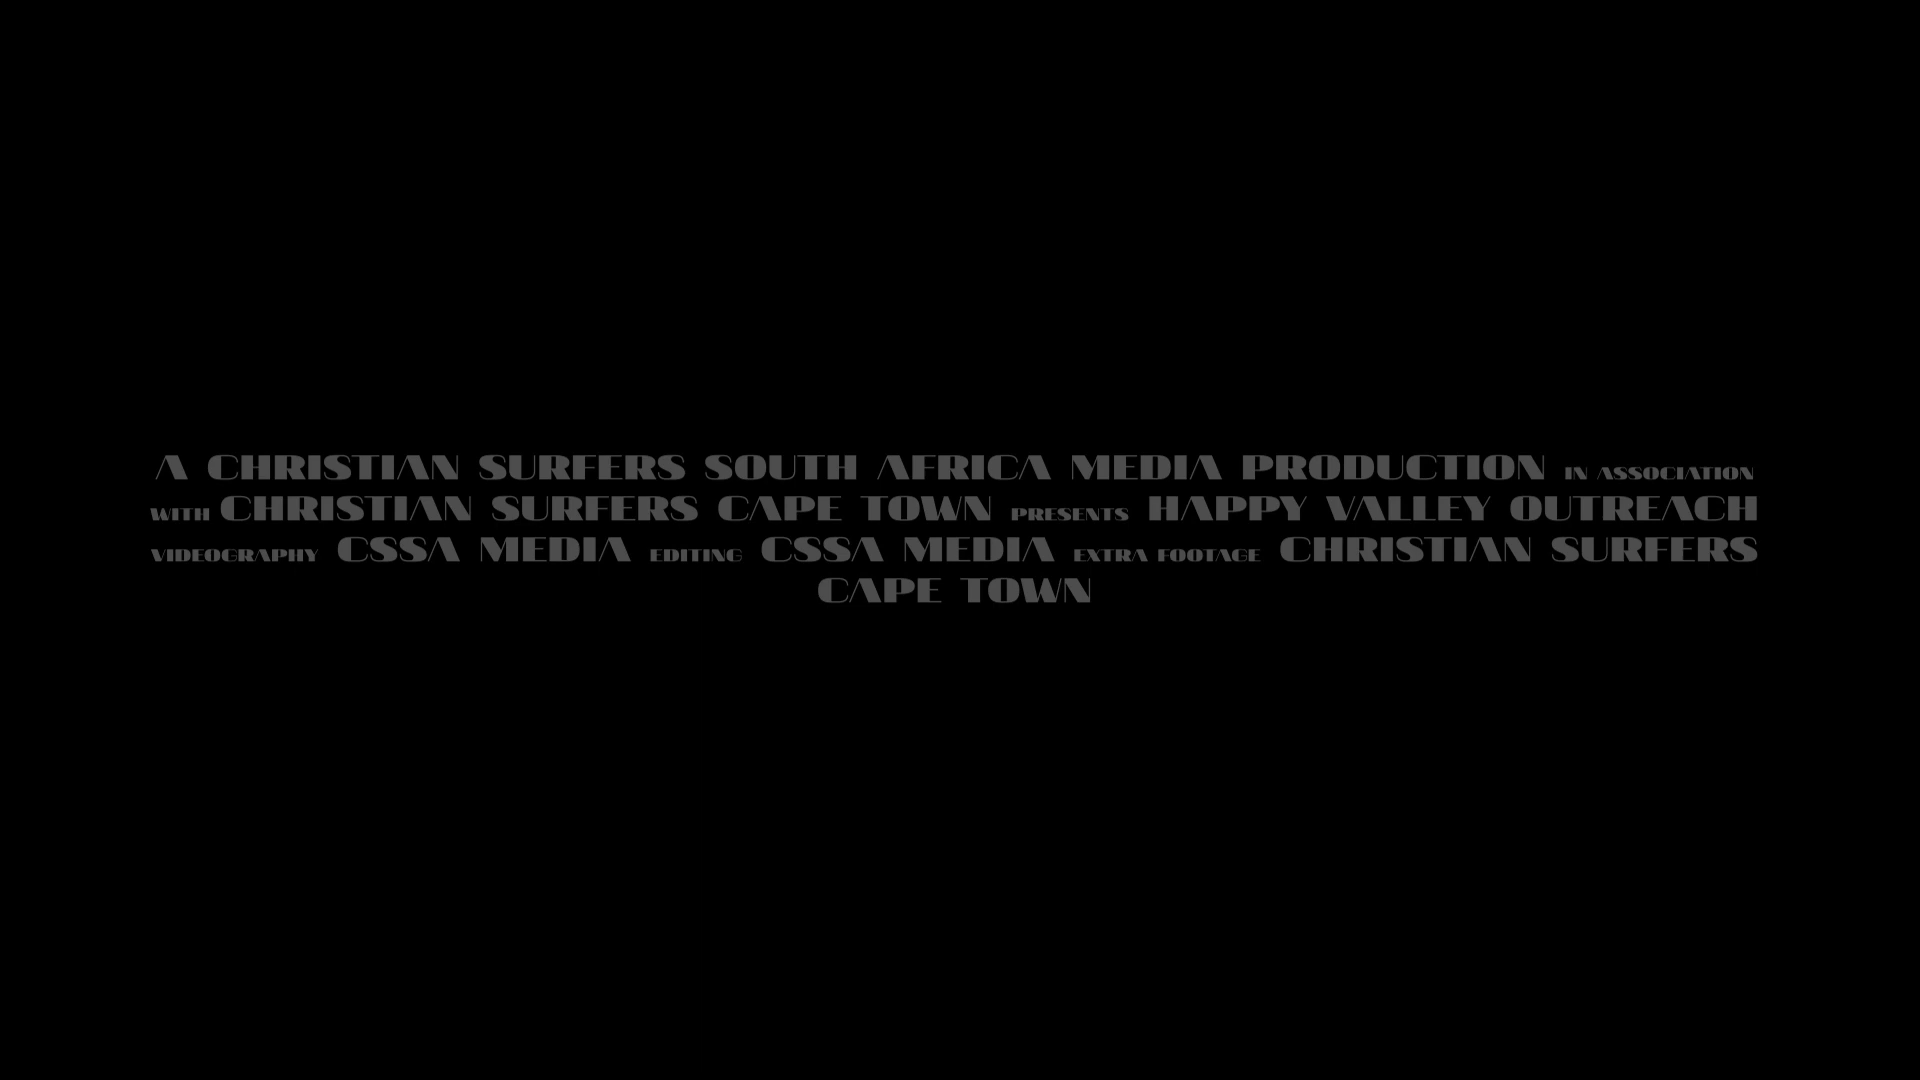 A CHRISTIAN SURFERS SOUTH AFRICA MEDIA PRODUCTION IN ASSOCIATION
WITH CHRISTIAN SURFERS CAPE TOWN PRESENTS HAPPY VALLEY OUTREACH
VIDEOGRAPHY CSSA MEDIA EDITING CSSA MEDIA EXTRA FOOTAGE CHRISTIAN SURFERS
CAPE TOWN